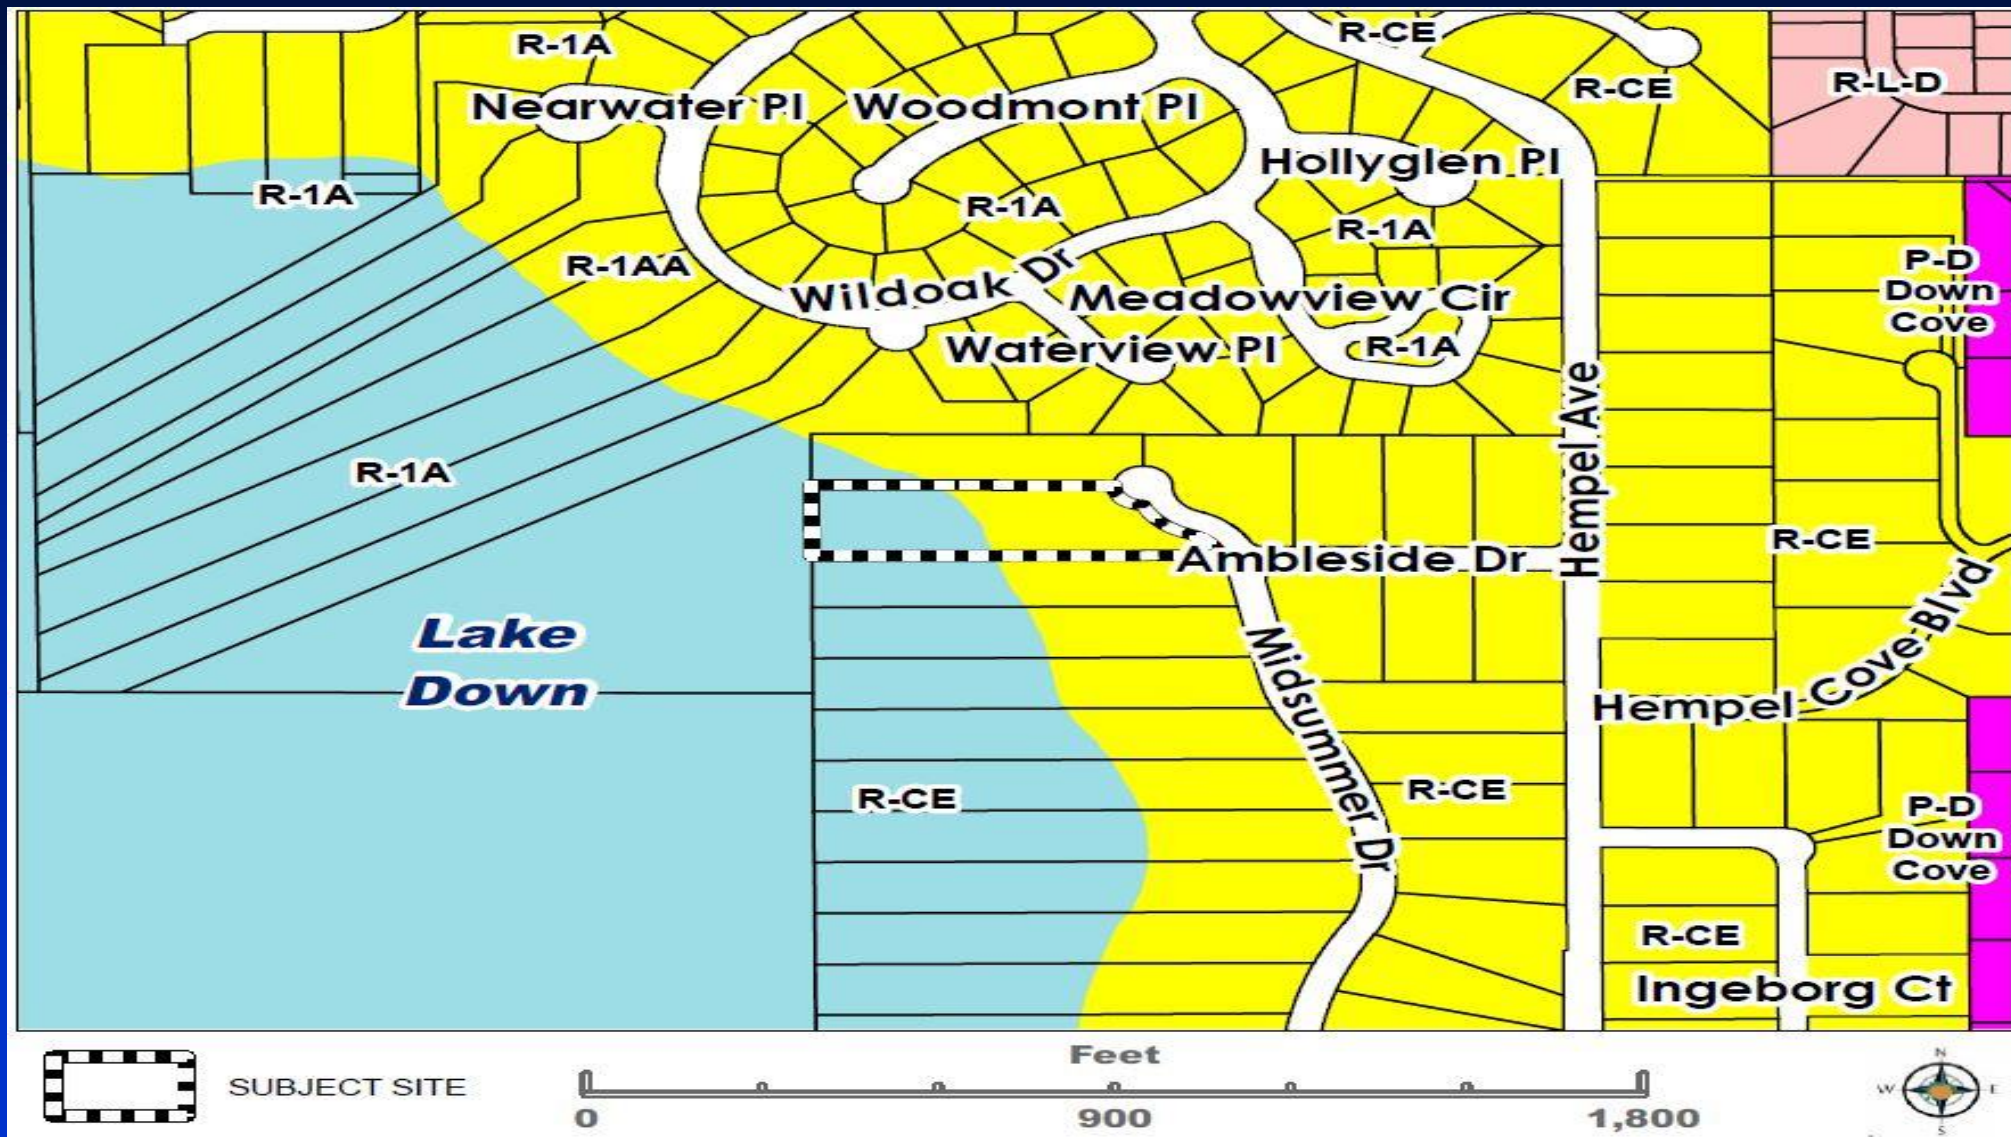 R-CE
R-1A
R-CE
R-L-D
Nearwater Pl
Woodmont Pl
Hollyglen Pl
R-1A
R-1A
R-1A
R-1AA
Wildoak Dr
Meadowview Cir
P-D
Down
Cove
Waterview Pl
R-1A
Hempel Ave
R-1A
R-CE
Ambleside Dr
Lake
Down
Midsummer Dr
Hempel Cove Blvd
R-CE
R-CE
P-D
Down
Cove
R-CE
Ingeborg Ct
SUBJECT SITE
Feet
0 900 1,800
N
W E
S